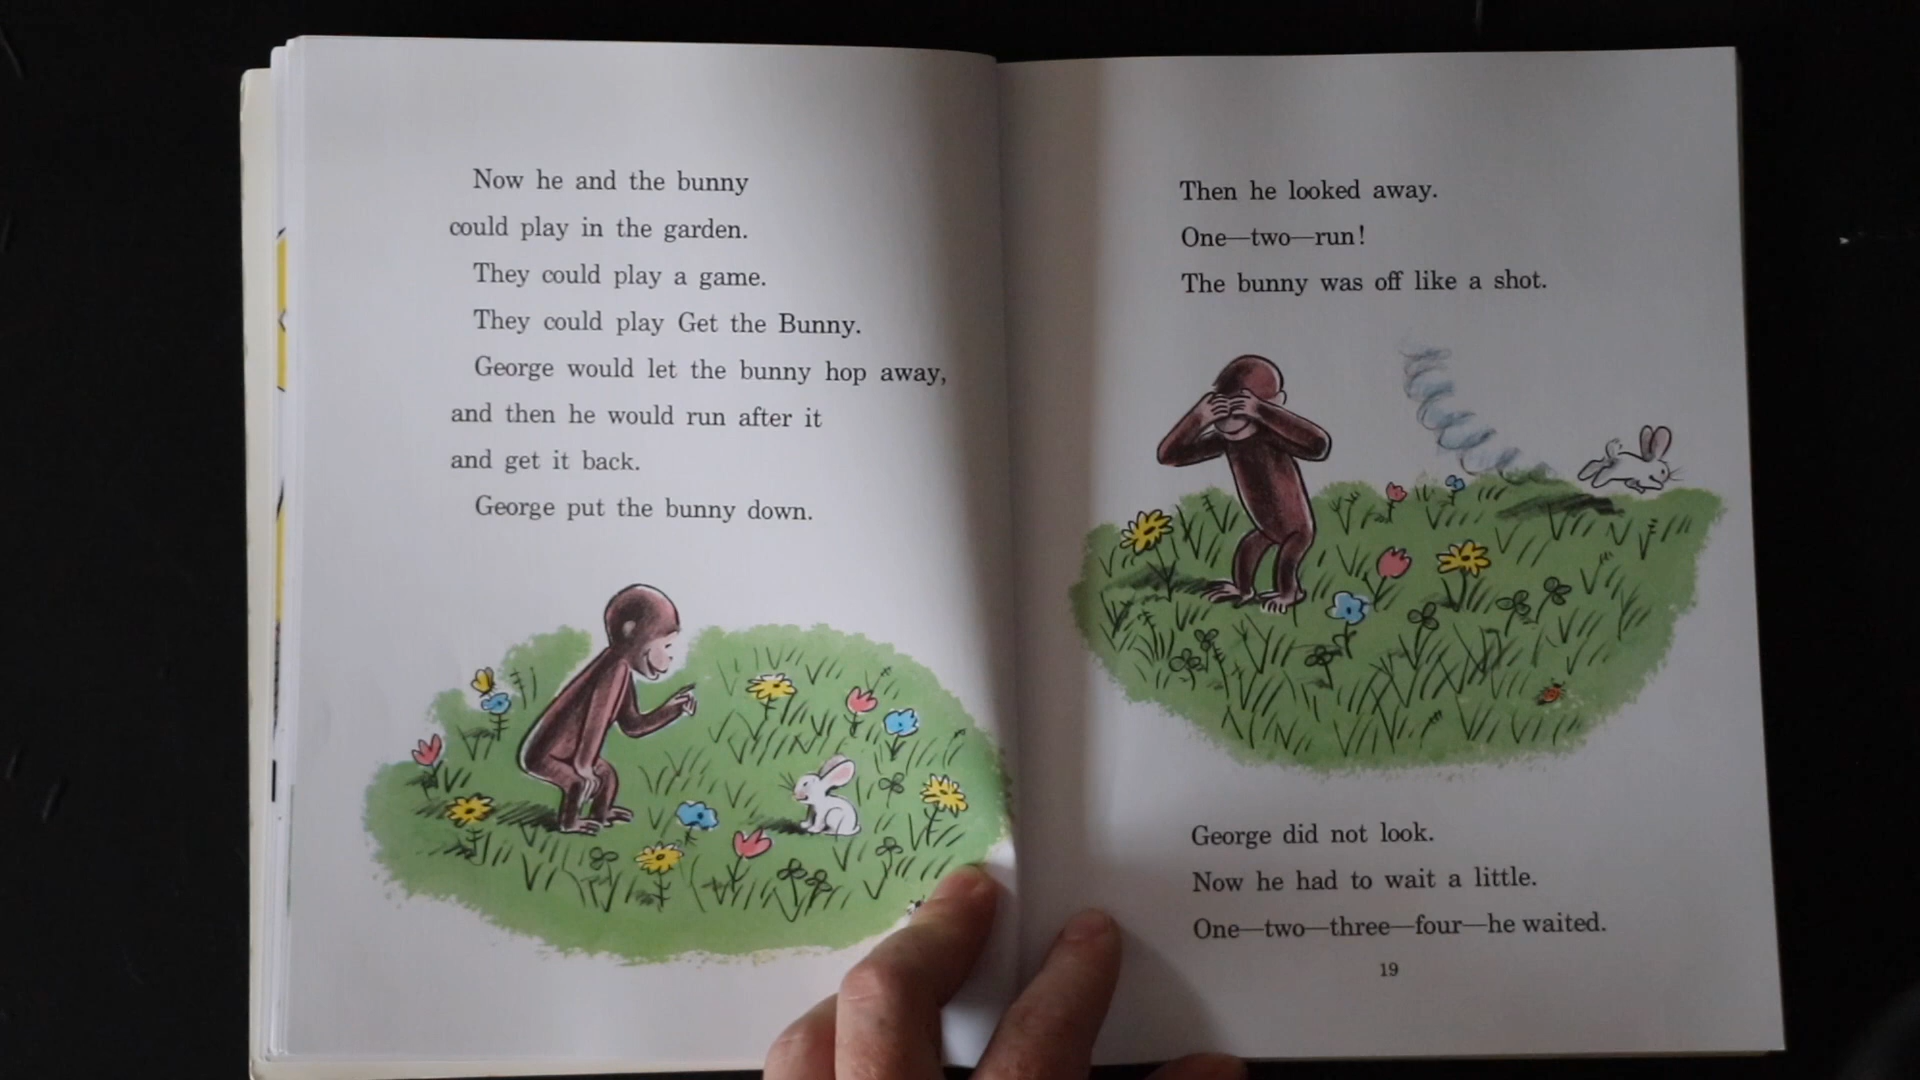 Now he and the bunny
could play in the garden.
They could play a game.
They could play Get the Bunny.
George would let the bunny hop away,
and then he would run after it
and get it back.
George put the bunny down.
Then he looked away.
One—two—run!
The bunny was off like a shot.
George did not look.
Now he had to wait a little.
One—two—three—four—he waited.
19